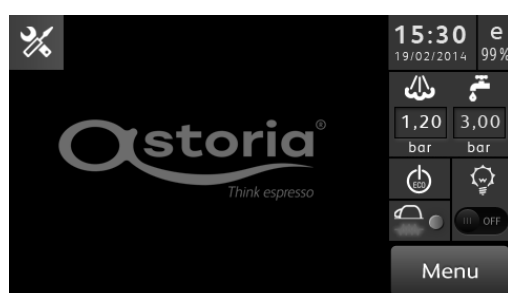 15:30
19/02/2014
e
99%
1,20
bar
3,00
bar
astoria®
Think espresso
ECO
OFF
Menu